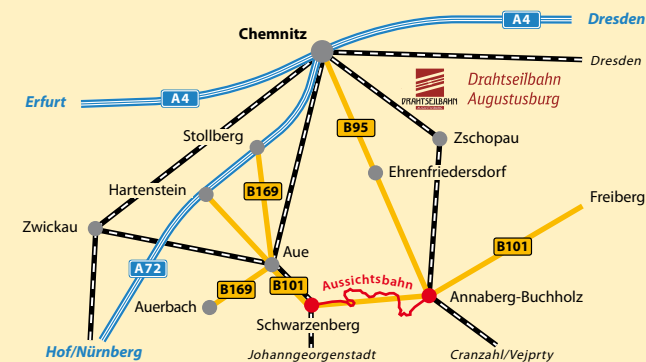 A4
Dresden
Chemnitz
Dresden
Drahtseilbahn
Augustusburg
DRAHTSEILBAHN
Erfurt
A4
B95
Stollberg
Zschopau
Ehrenfriedersdorf
Hartenstein
B169
Freiberg
Zwickau
B101
Aue
A72
B169
B101
Aussichtsbahn
Auerbach
Annaberg-Buchholz
Schwarzenberg
Hof/Nürnberg
Johanngeorgenstadt
Cranzahl/Vejprty